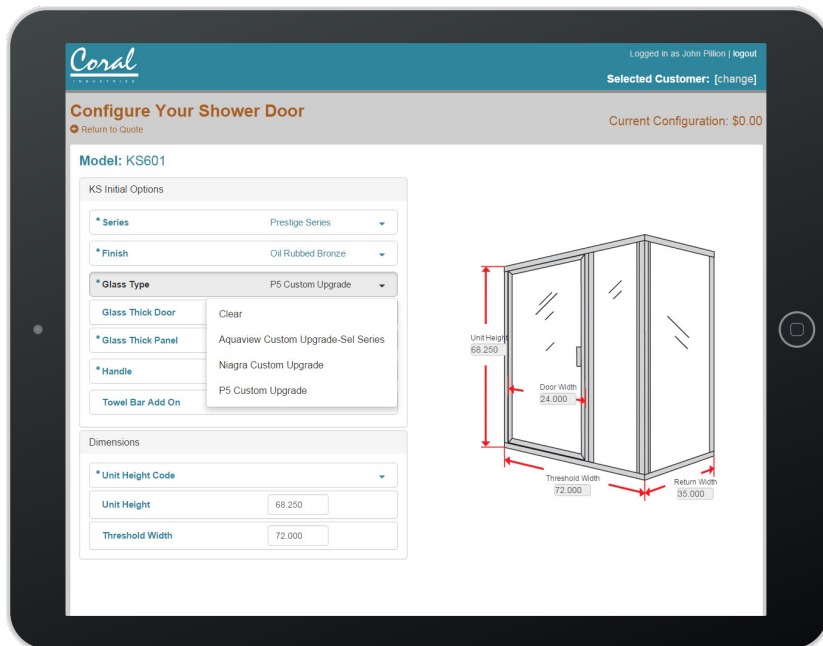 Coral
INDUSTRIES
Logged in as John Pillion | logout
Selected Customer: [change]
Configure Your Shower Door
Return to Quote
Current Configuration: $0.00
Model: KS601
KS Initial Options
* Series Prestige Series
* Finish Oil Rubbed Bronze
* Glass Type P5 Custom Upgrade
Glass Thick Door
* Glass Thick Panel
* Handle
Towel Bar Add On
Clear
Aquaview Custom Upgrade-Sel Series
Niagra Custom Upgrade
P5 Custom Upgrade
Dimensions
* Unit Height Code
Unit Height 68.250
Threshold Width 72.000
Unit Height
68.250
Door Width
24.000
Threshold Width
72.000
Return Width
35.000